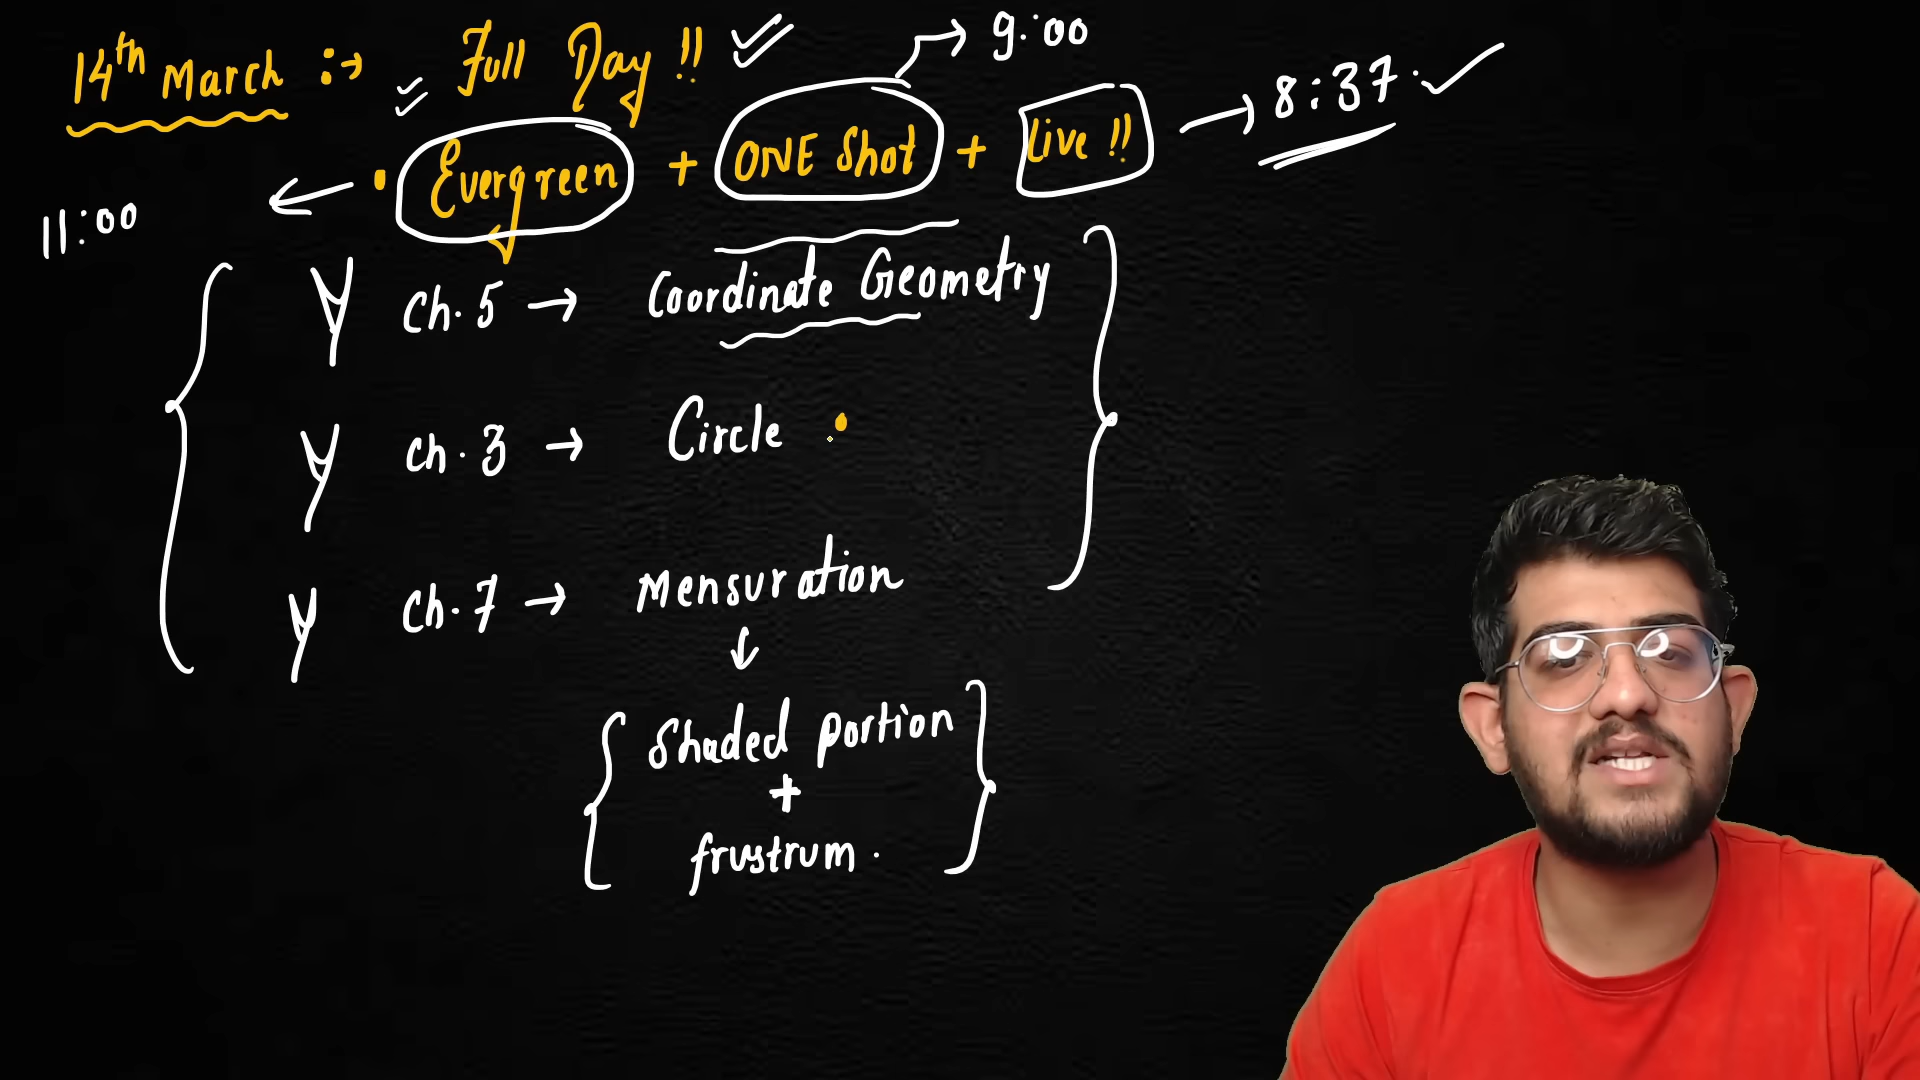 14th March :→ Full Day !!
→ 9:00
Evergreen + ONE Shot + Live !! → 8:37
11:00
Ch. 5 → Coordinate Geometry
Ch. 3 → Circle
Ch. 7 → Mensuration
↓
{ Shaded portion
+
frustrum. }